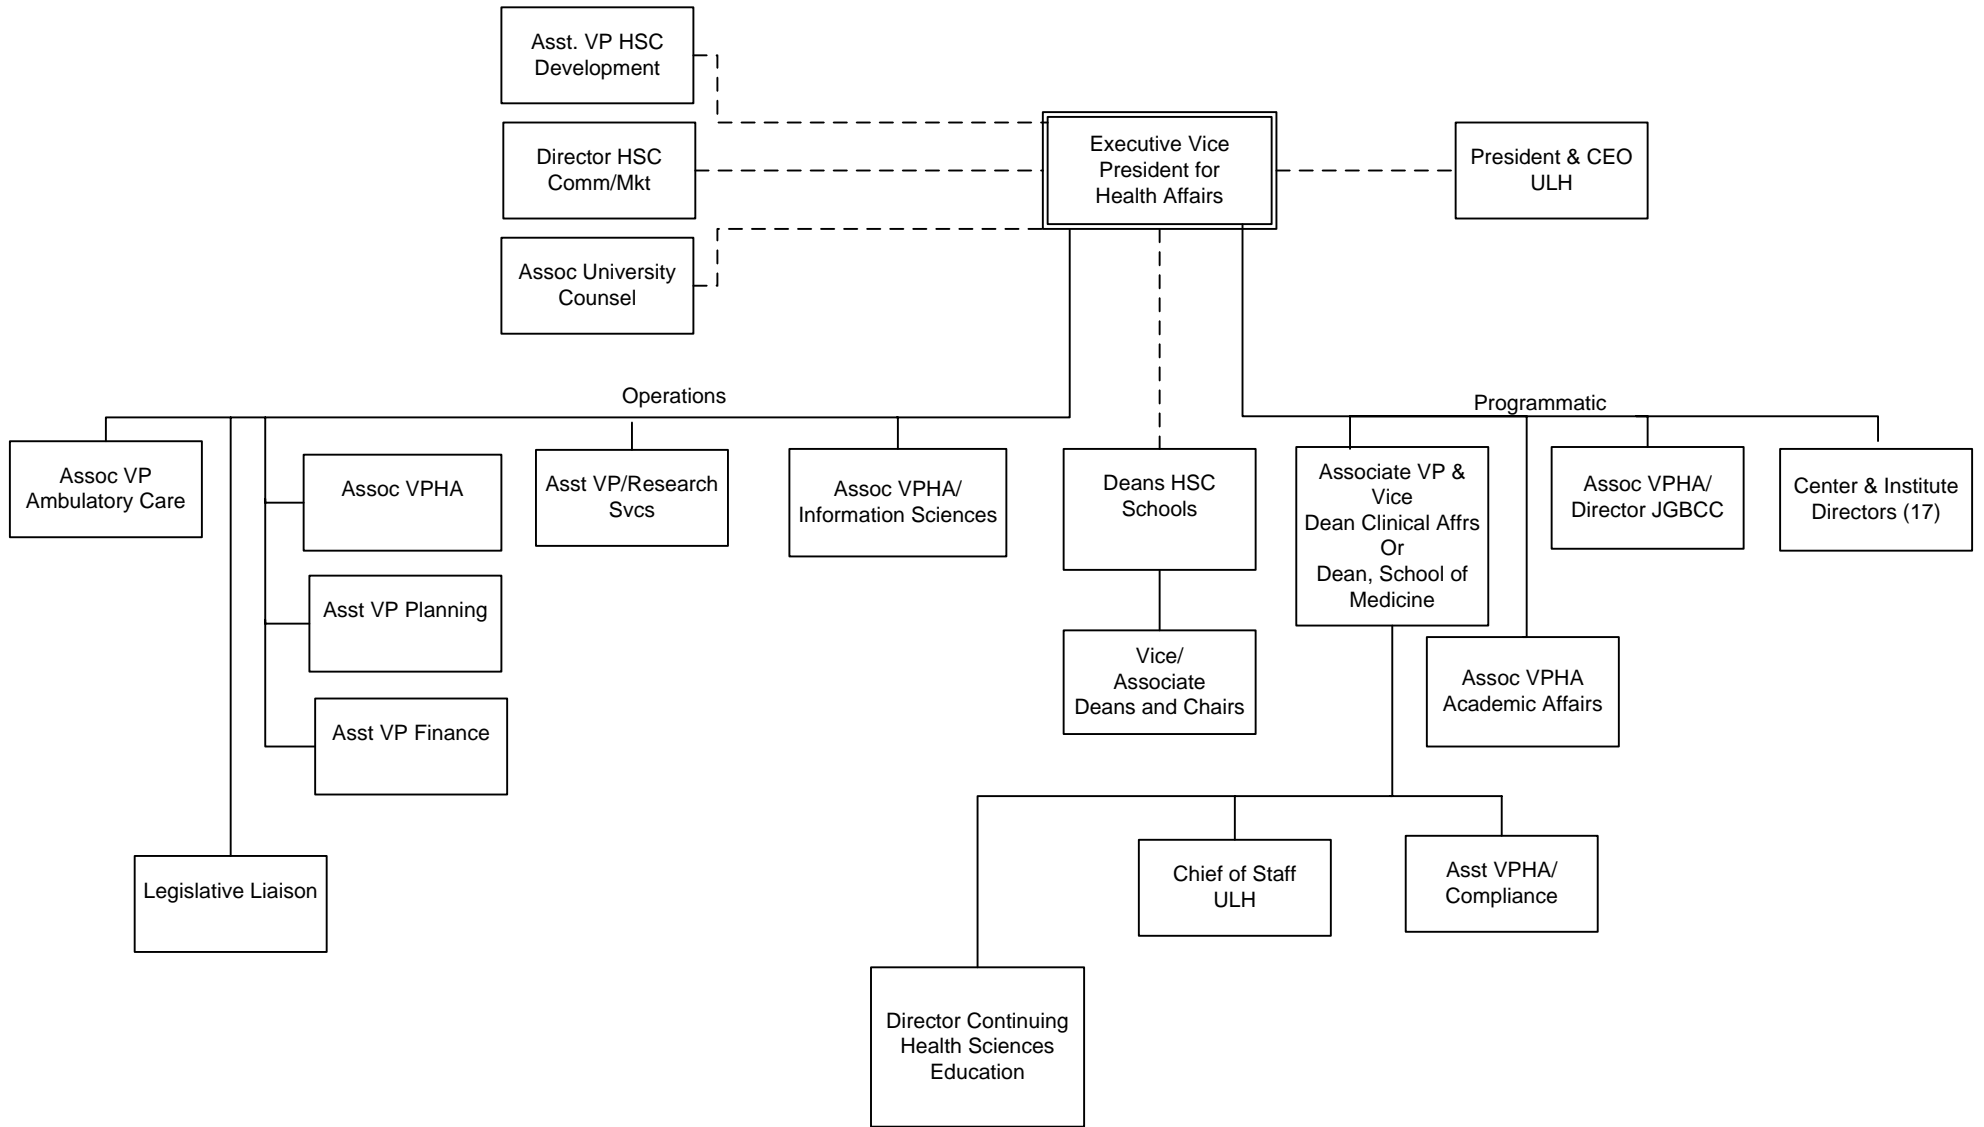 Asst. VP HSC
Development
Executive Vice
President for
Health Affairs
Director HSC
Comm/Mkt
President & CEO
ULH
Assoc University
Counsel
Operations
Programmatic
Assoc VP
Ambulatory Care
Assoc VPHA
Asst VP/Research
Svcs
Assoc VPHA/
Information Sciences
Deans HSC
Schools
Associate VP &
Vice
Dean Clinical Affrs
Or
Dean, School of
Medicine
Assoc VPHA/
Director JGBCC
Center & Institute
Directors (17)
Asst VP Planning
Vice/
Associate
Deans and Chairs
Assoc VPHA
Academic Affairs
Asst VP Finance
Legislative Liaison
Chief of Staff
ULH
Asst VPHA/
Compliance
Director Continuing
Health Sciences
Education